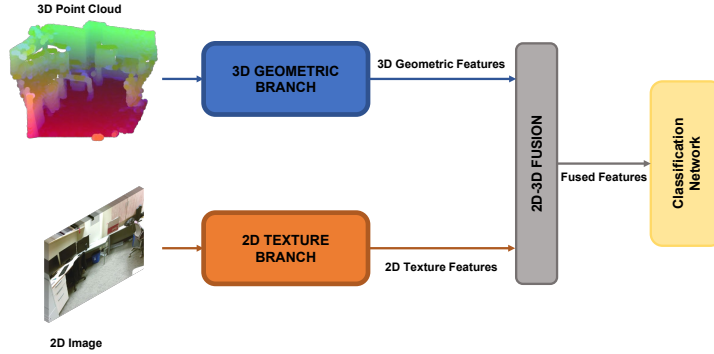 3D Point Cloud
3D GEOMETRIC
BRANCH
3D Geometric Features
2D-3D FUSION
Fused Features
Classification
Network
2D TEXTURE
BRANCH
2D Texture Features
2D Image